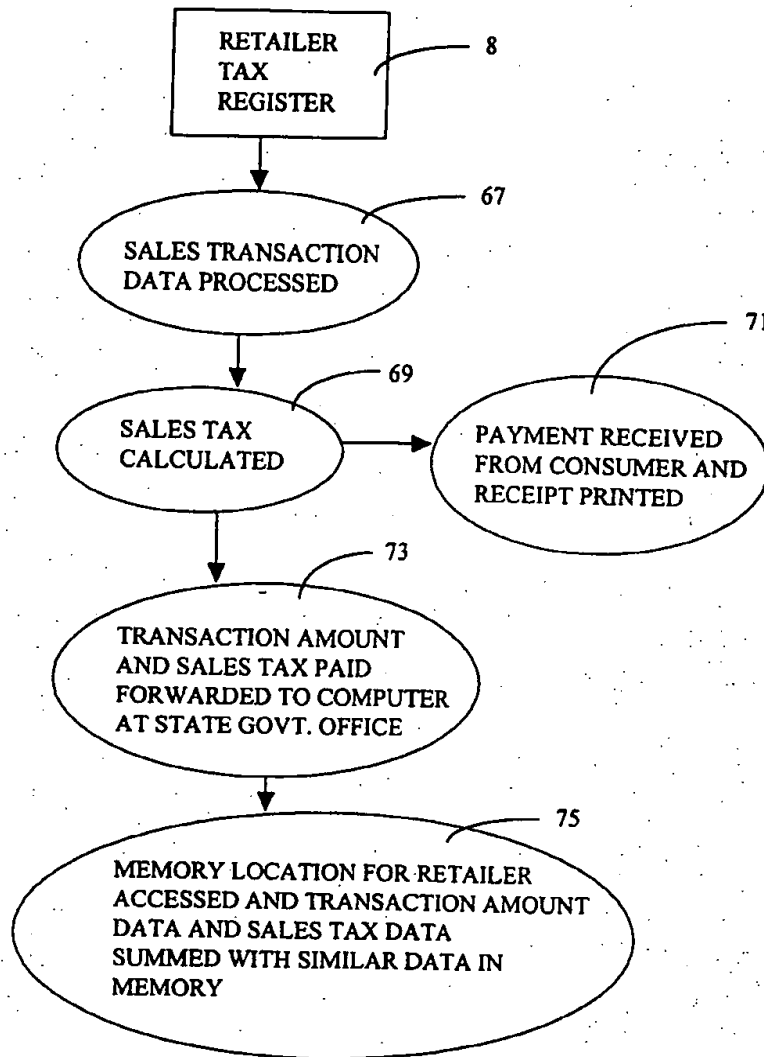 RETAILER
TAX
REGISTER
8
67
SALES TRANSACTION
DATA PROCESSED
69
SALES TAX
CALCULATED
71
PAYMENT RECEIVED
FROM CONSUMER AND
RECEIPT PRINTED
73
TRANSACTION AMOUNT
AND SALES TAX PAID
FORWARDED TO COMPUTER
AT STATE GOVT. OFFICE
75
MEMORY LOCATION FOR RETAILER
ACCESSED AND TRANSACTION AMOUNT
DATA AND SALES TAX DATA
SUMMED WITH SIMILAR DATA IN
MEMORY